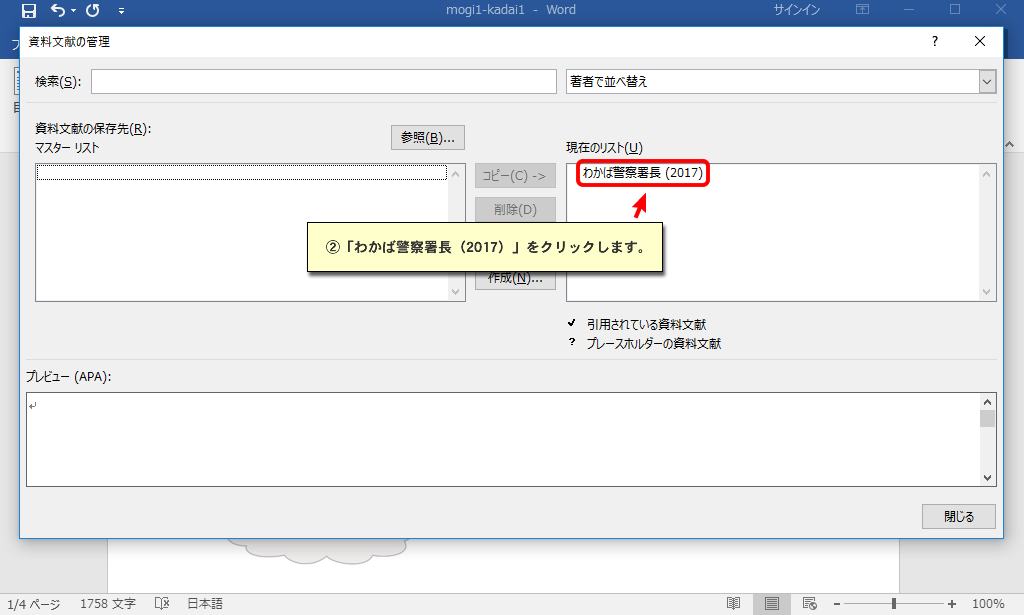 mogi1-kadai1 - Word
サインイン
資料文献の管理
?
検索(S):
著者で並べ替え
資料文献の保存先(R):
マスター リスト
参照(B)...
現在のリスト(U)
コピー(C) ->
わかば警察署長 (2017)
削除(D)
②「わかば警察署長（2017）」をクリックします。
作成(N)...
引用されている資料文献
? プレースホルダーの資料文献
プレビュー (APA):
閉じる
1/4 ページ
1758 文字
日本語
100%